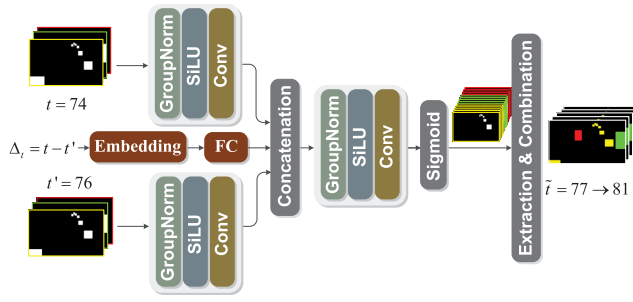 GroupNorm
SiLU
Conv
t = 74
Δt = t − t'
Embedding
FC
t' = 76
GroupNorm
SiLU
Conv
Concatenation
GroupNorm
SiLU
Conv
Sigmoid
Extraction & Combination
t̃ = 77 → 81